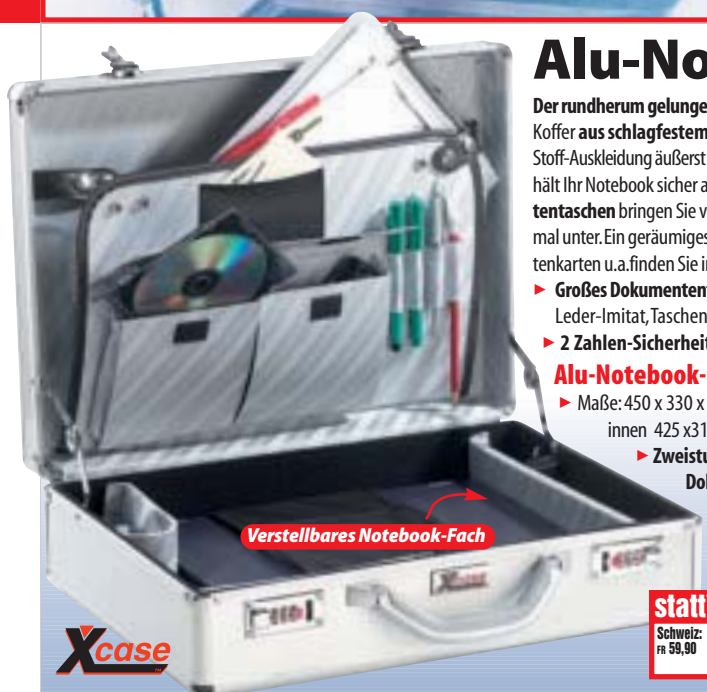 Alu-No
Der rundherum gelunge
Koffer aus schlagfestem
Stoff-Auskleidung äußerst
hält Ihr Notebook sicher a
tentaschen bringen Sie v
mal unter. Ein geräumiges
tenkarten u.a. finden Sie i
► Großes Dokumenten
Leder-Imitat, Taschen
► 2 Zahlen-Sicherheit
Alu-Notebook-
► Maße: 450 x 330 x
innen 425 x31
► Zweistu
Dol
Verstellbares Notebook-Fach
Xcase
Xcase
statt
Schweiz:
FR 59,90